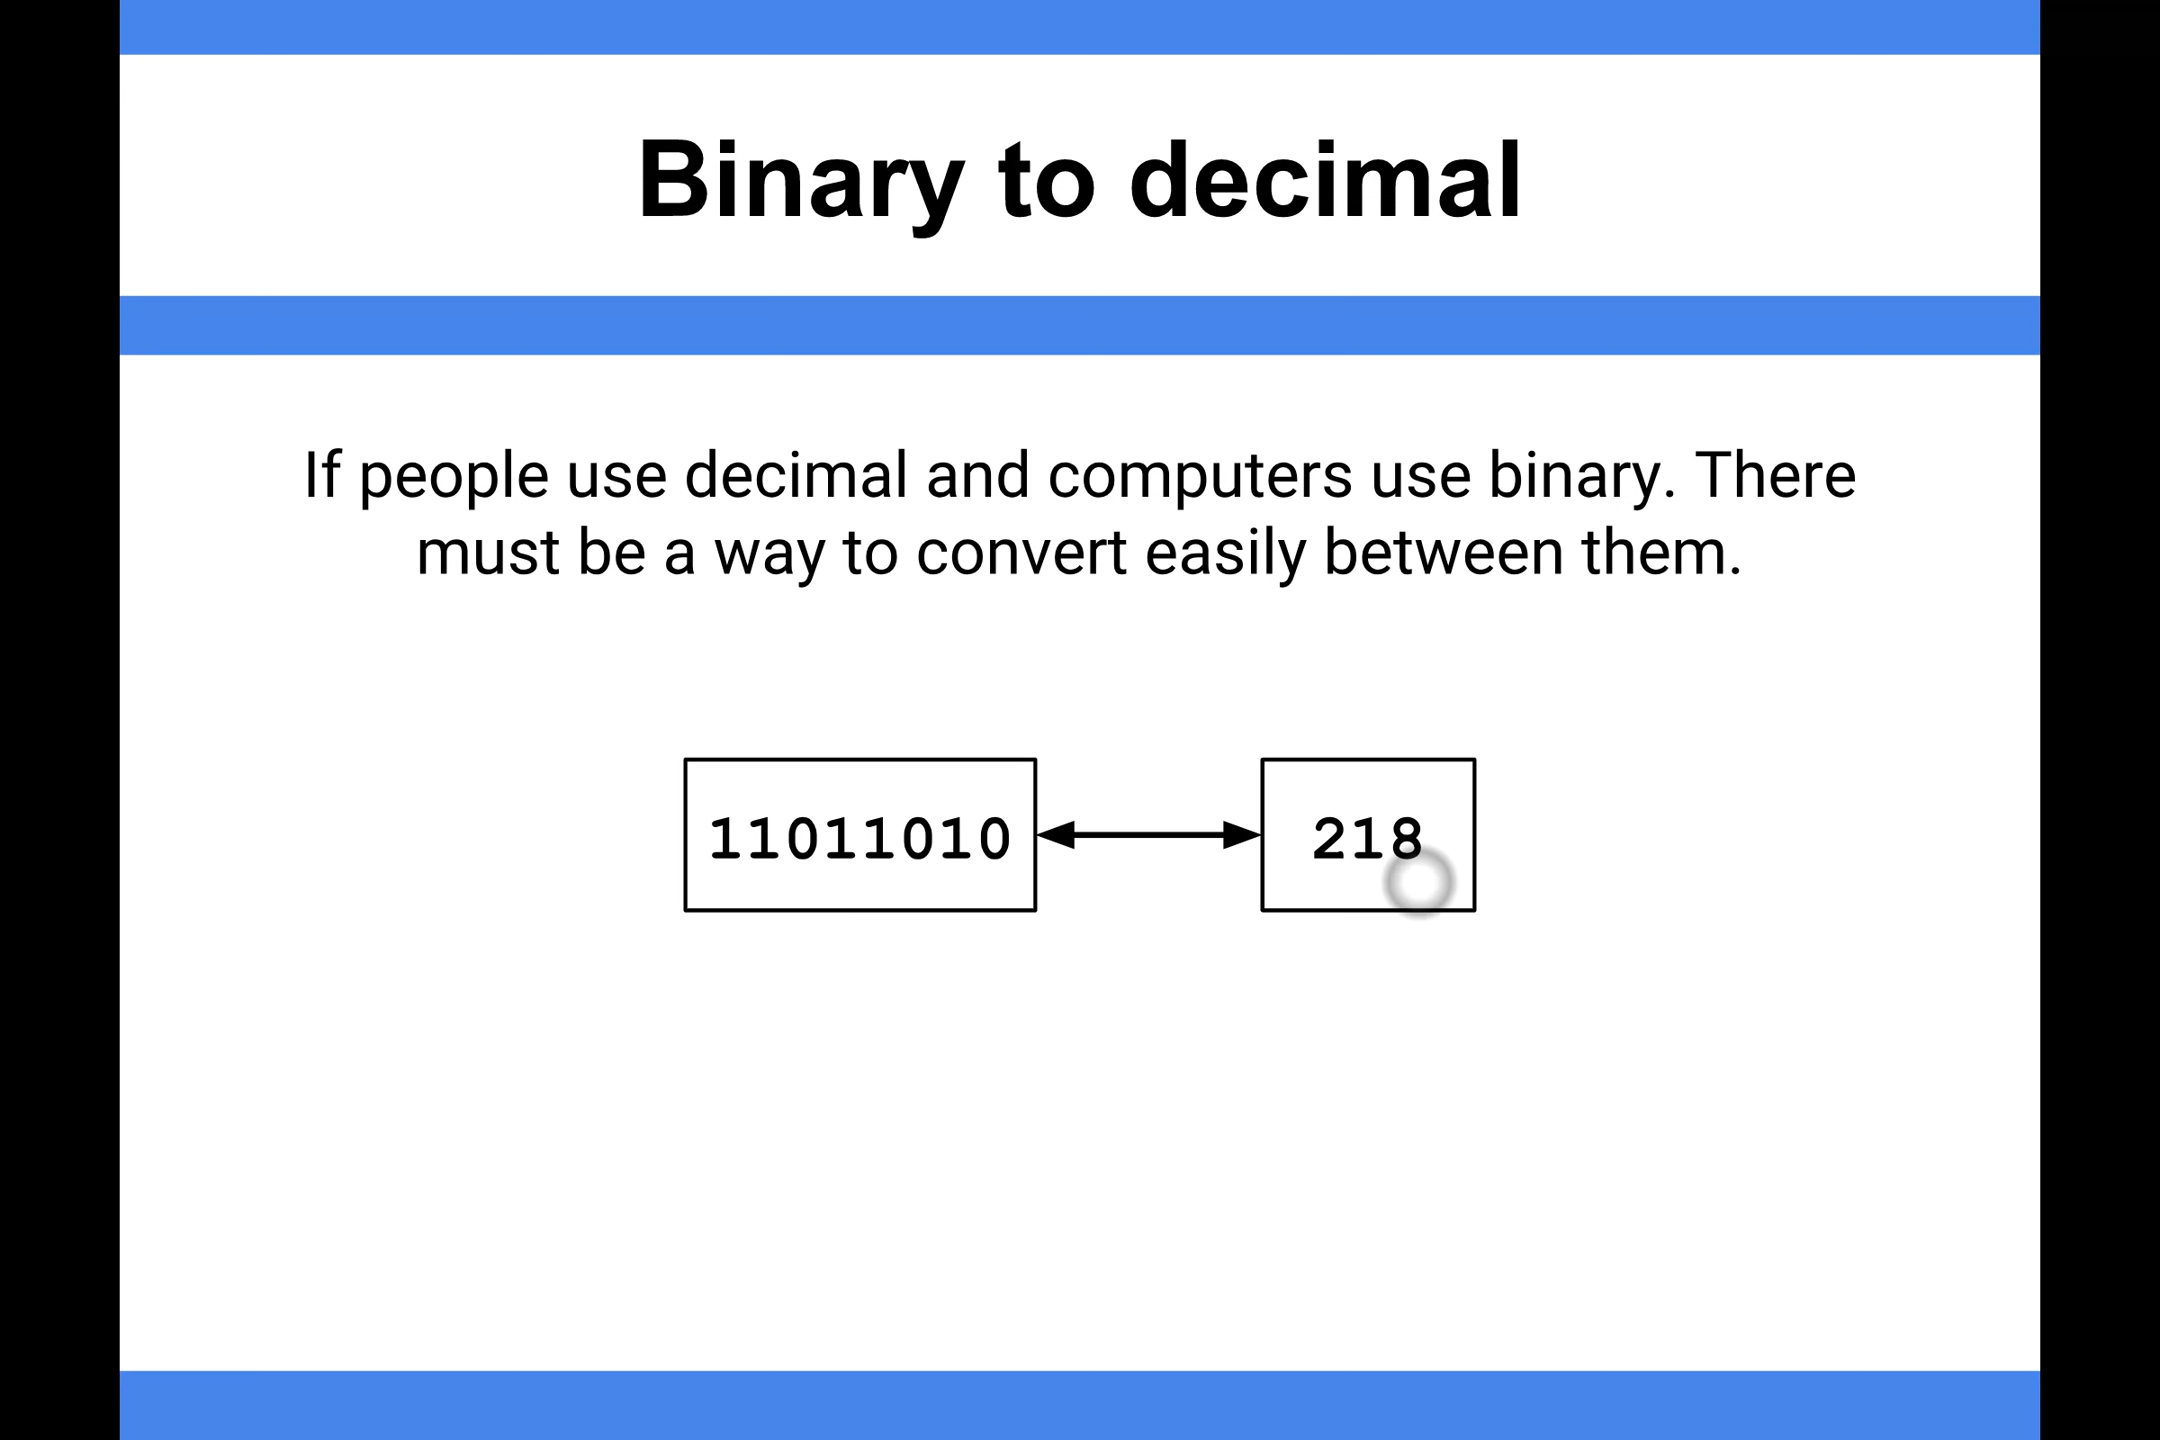 Binary to decimal
If people use decimal and computers use binary. There
must be a way to convert easily between them.
11011010
218